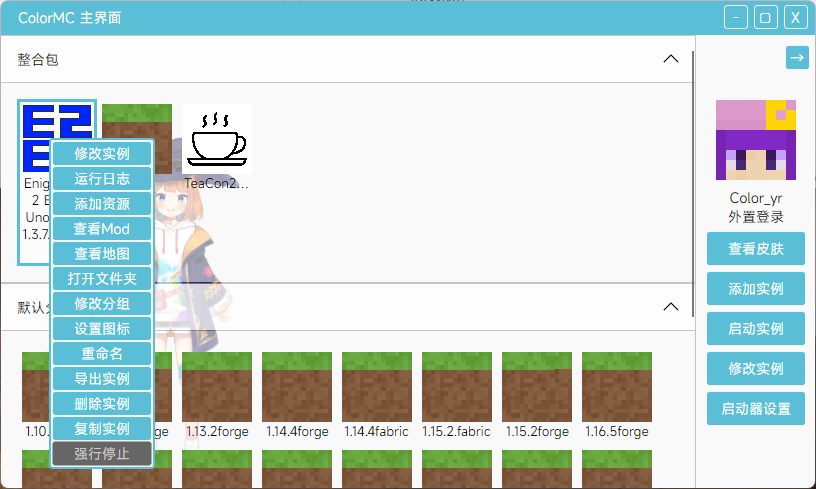 ColorMC 主界面
-
X
整合包
→
Enig
2 E
Uno
1.3.7
TeaCon2...
修改实例
运行日志
添加资源
查看Mod
查看地图
打开文件夹
修改分组
设置图标
重命名
导出实例
删除实例
复制实例
强行停止
默认
1.10.
ge
1.13.2forge
1.14.4forge
1.14.4fabric
1.15.2.fabric
1.15.2forge
1.16.5forge
Color_yr
外置登录
查看皮肤
添加实例
启动实例
修改实例
启动器设置